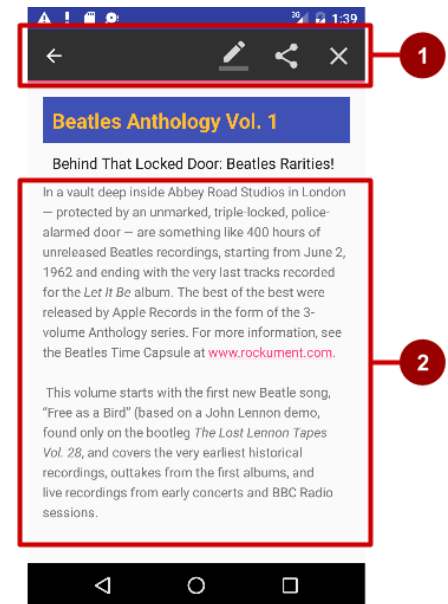 3G 1:39
1
Beatles Anthology Vol. 1
Behind That Locked Door: Beatles Rarities!
In a vault deep inside Abbey Road Studios in London
— protected by an unmarked, triple-locked, police-
alarmed door — are something like 400 hours of
unreleased Beatles recordings, starting from June 2,
1962 and ending with the very last tracks recorded
for the Let It Be album. The best of the best were
released by Apple Records in the form of the 3-
volume Anthology series. For more information, see
the Beatles Time Capsule at www.rockument.com.
2
This volume starts with the first new Beatle song,
“Free as a Bird” (based on a John Lennon demo,
found only on the bootleg The Lost Lennon Tapes
Vol. 28, and covers the very earliest historical
recordings, outtakes from the first albums, and
live recordings from early concerts and BBC Radio
sessions.